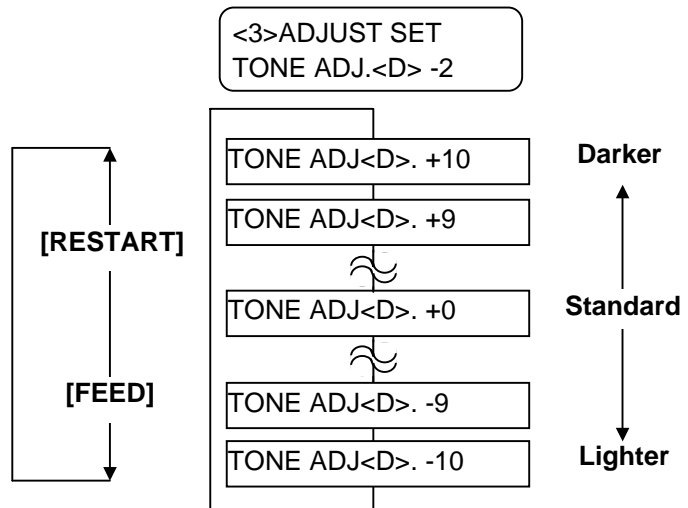 <3>ADJUST SET
TONE ADJ.<D> -2
TONE ADJ<D>. +10
Darker
TONE ADJ<D>. +9
[RESTART]
TONE ADJ<D>. +0
Standard
[FEED]
TONE ADJ<D>. -9
TONE ADJ<D>. -10
Lighter